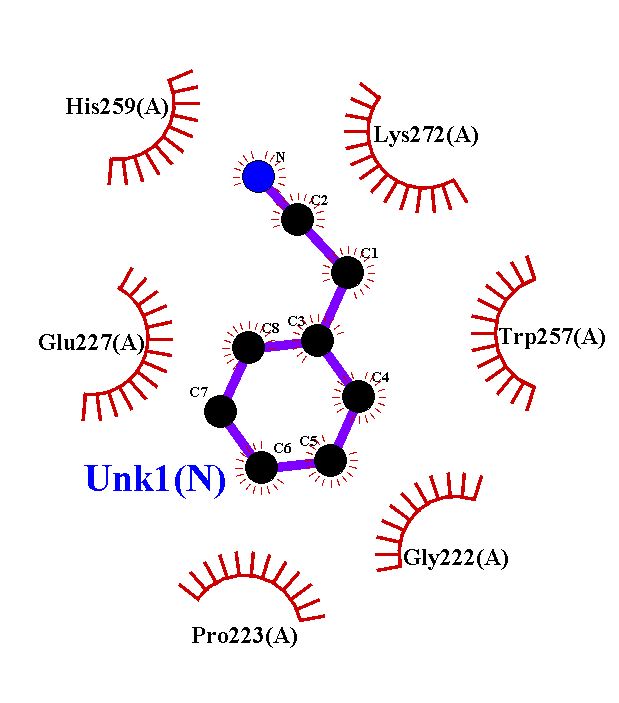 His259(A)
Lys272(A)
N
C2
C1
C3
C8
Glu227(A)
Trp257(A)
C4
C7
C6
C5
Unk1(N)
Gly222(A)
Pro223(A)